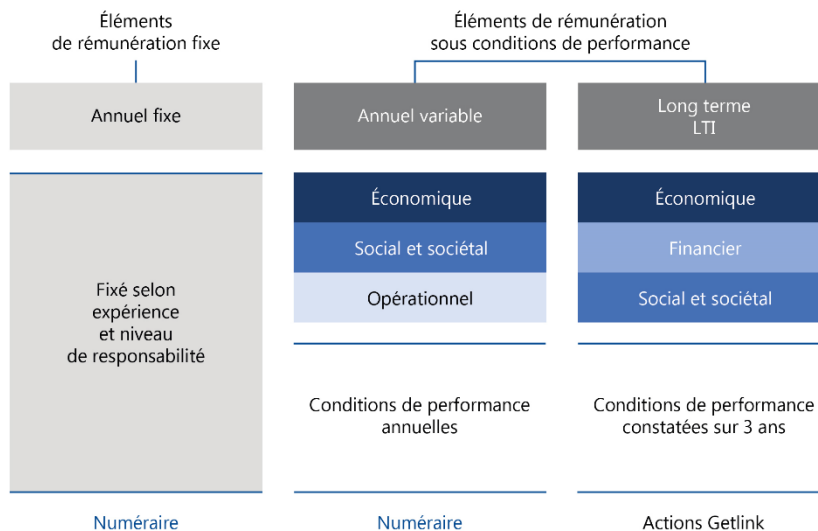 Éléments
de rémunération fixe
Éléments de rémunération
sous conditions de performance
Annuel fixe
Annuel variable
Long terme
LTI
Fixé selon
expérience
et niveau
de responsabilité
Économique
Social et sociétal
Opérationnel
Économique
Financier
Social et sociétal
Conditions de performance
annuelles
Conditions de performance
constatées sur 3 ans
Numéraire
Numéraire
Actions Getlink